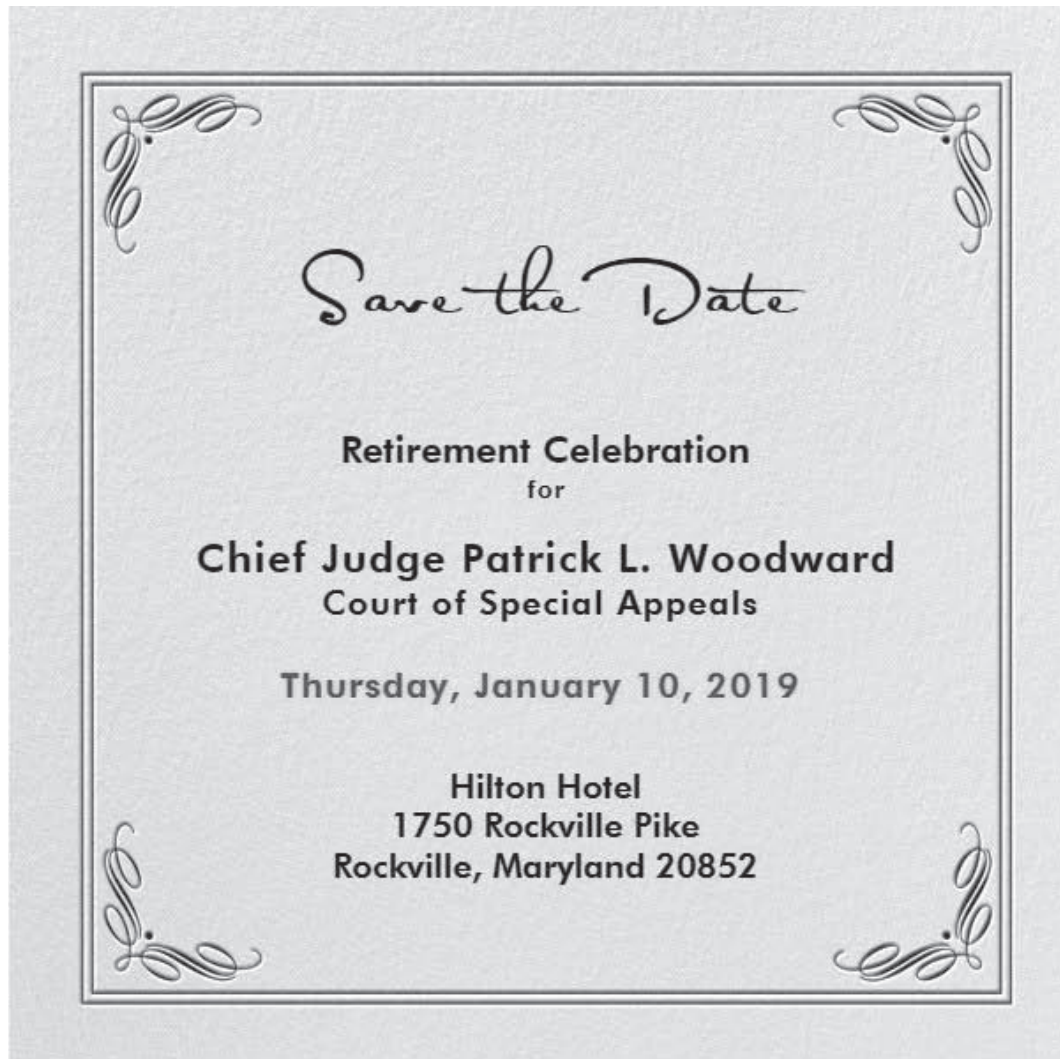 Save the Date
Retirement Celebration
for
Chief Judge Patrick L. Woodward
Court of Special Appeals
Thursday, January 10, 2019
Hilton Hotel
1750 Rockville Pike
Rockville, Maryland 20852